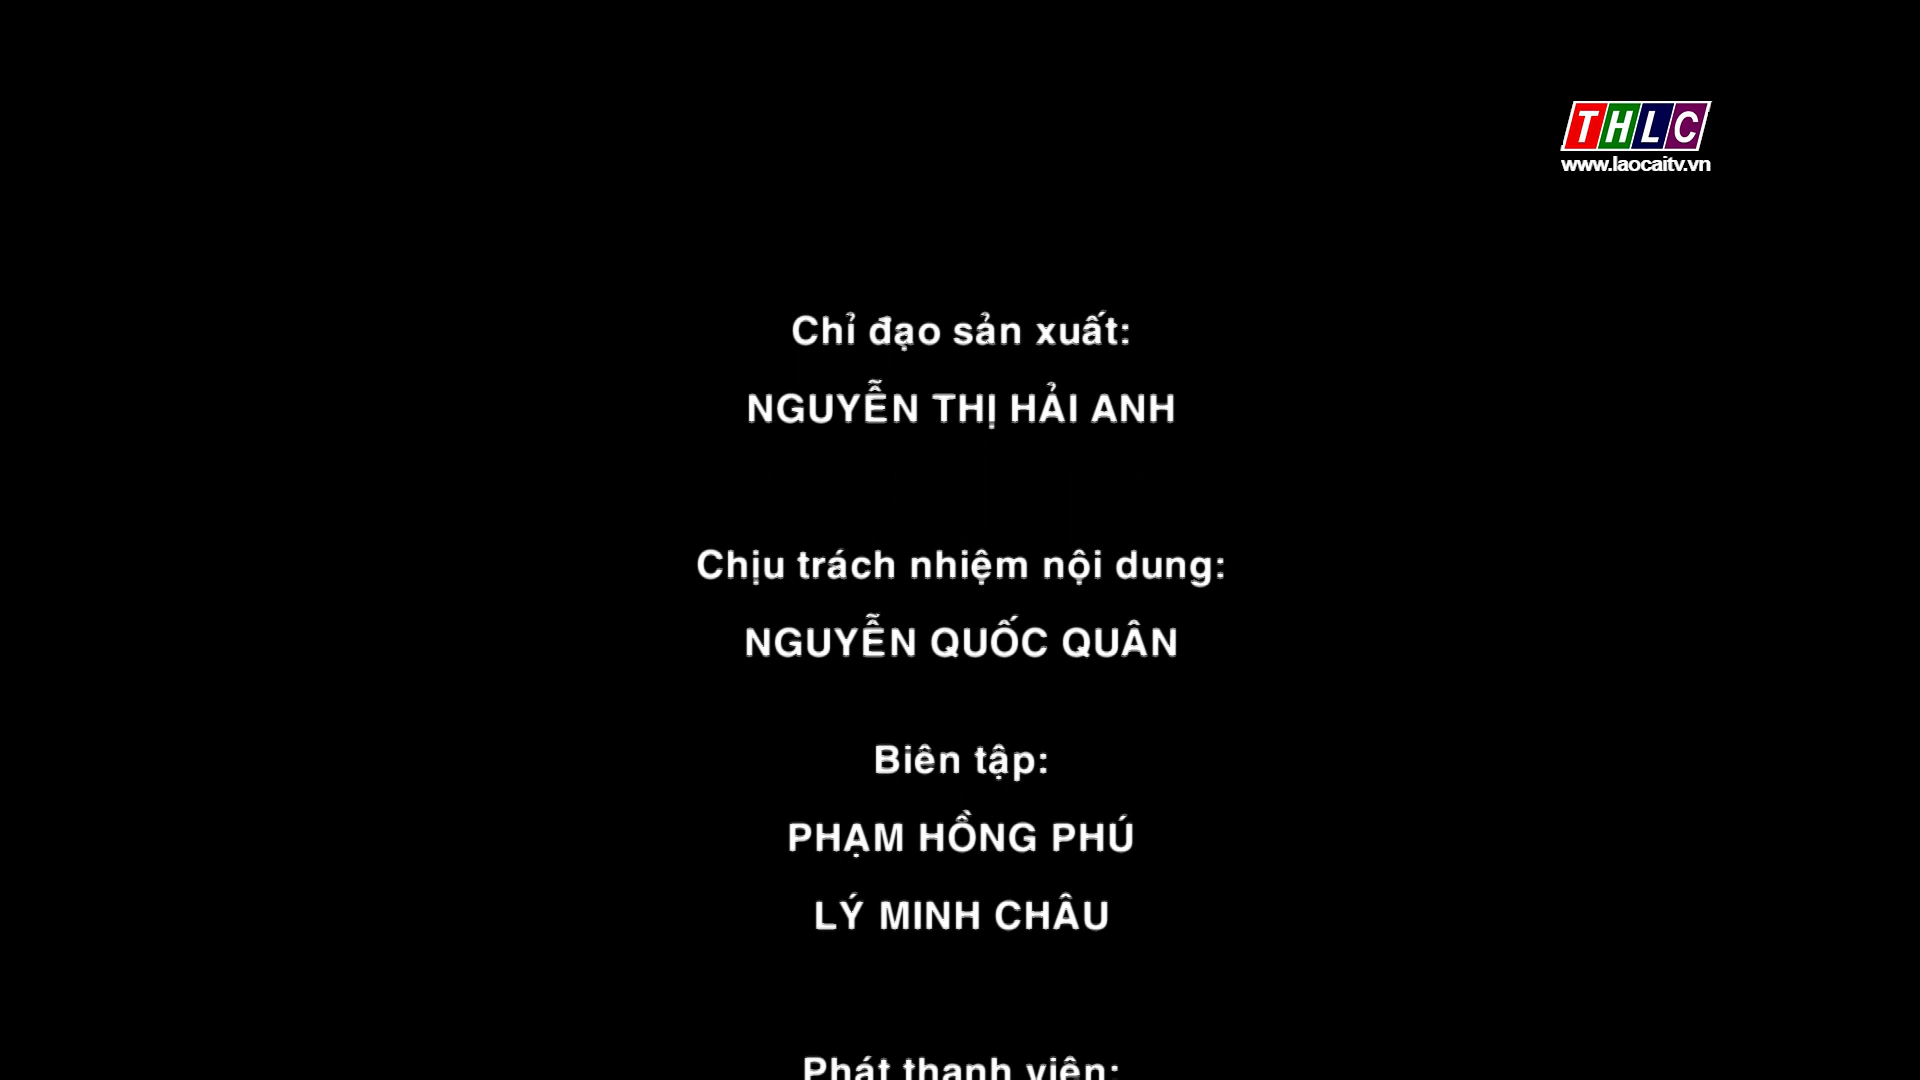 THLC
www.laocaitv.vn
Chỉ đạo sản xuất:
NGUYỄN THỊ HẢI ANH
Chịu trách nhiệm nội dung:
NGUYỄN QUỐC QUÂN
Biên tập:
PHẠM HỒNG PHÚ
LÝ MINH CHÂU
Phát thanh viên: